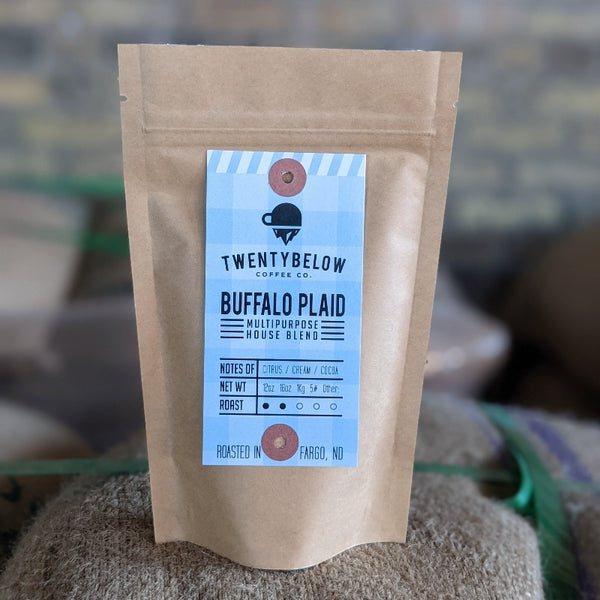 TWENTYBELOW
COFFEE CO.
BUFFALO PLAID
MULTIPURPOSE
HOUSE BLEND
NOTES OF CITRUS / CREAM / COCOA
NET WT 12oz 16oz 1Kg 5# Other:
ROAST
ROASTED IN FARGO, ND